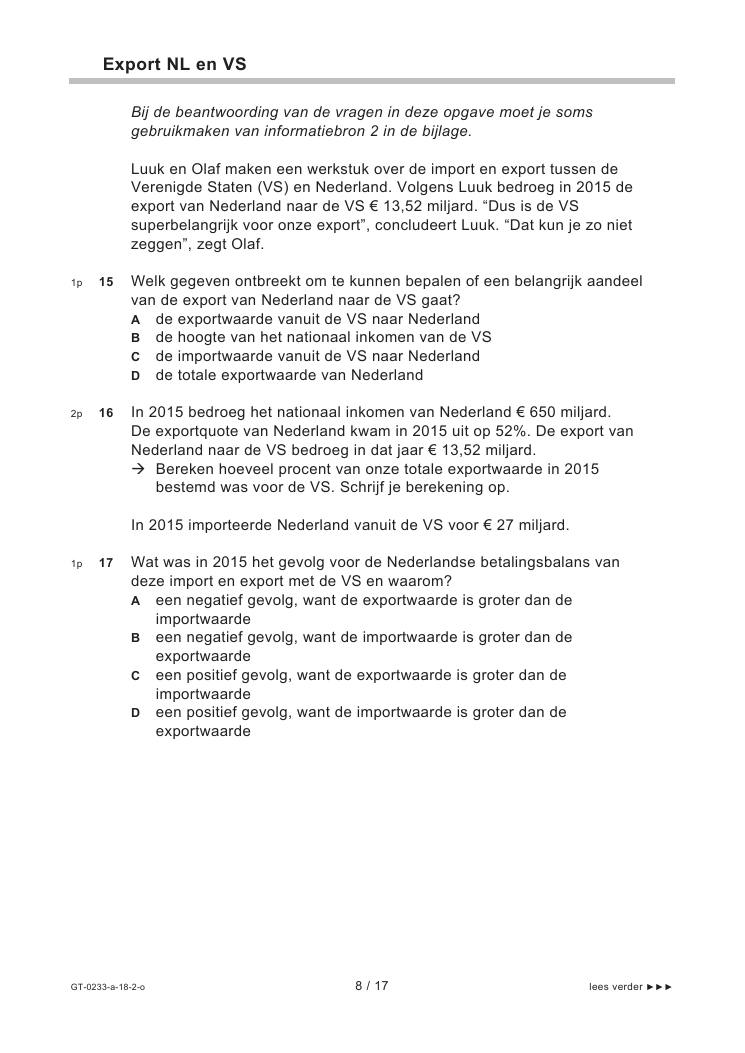 Export NL en VS
Bij de beantwoording van de vragen in deze opgave moet je soms
gebruikmaken van informatiebron 2 in de bijlage.
Luuk en Olaf maken een werkstuk over de import en export tussen de
Verenigde Staten (VS) en Nederland. Volgens Luuk bedroeg in 2015 de
export van Nederland naar de VS € 13,52 miljard. “Dus is de VS
superbelangrijk voor onze export”, concludeert Luuk. “Dat kun je zo niet
zeggen”, zegt Olaf.
1p 15 Welk gegeven ontbreekt om te kunnen bepalen of een belangrijk aandeel
van de export van Nederland naar de VS gaat?
A de exportwaarde vanuit de VS naar Nederland
B de hoogte van het nationaal inkomen van de VS
C de importwaarde vanuit de VS naar Nederland
D de totale exportwaarde van Nederland
2p 16 In 2015 bedroeg het nationaal inkomen van Nederland € 650 miljard.
De exportquote van Nederland kwam in 2015 uit op 52%. De export van
Nederland naar de VS bedroeg in dat jaar € 13,52 miljard.
→ Bereken hoeveel procent van onze totale exportwaarde in 2015
bestemd was voor de VS. Schrijf je berekening op.
In 2015 importeerde Nederland vanuit de VS voor € 27 miljard.
1p 17 Wat was in 2015 het gevolg voor de Nederlandse betalingsbalans van
deze import en export met de VS en waarom?
A een negatief gevolg, want de exportwaarde is groter dan de
importwaarde
B een negatief gevolg, want de importwaarde is groter dan de
exportwaarde
C een positief gevolg, want de exportwaarde is groter dan de
importwaarde
D een positief gevolg, want de importwaarde is groter dan de
exportwaarde
GT-0233-a-18-2-o 8 / 17 lees verder ►►►